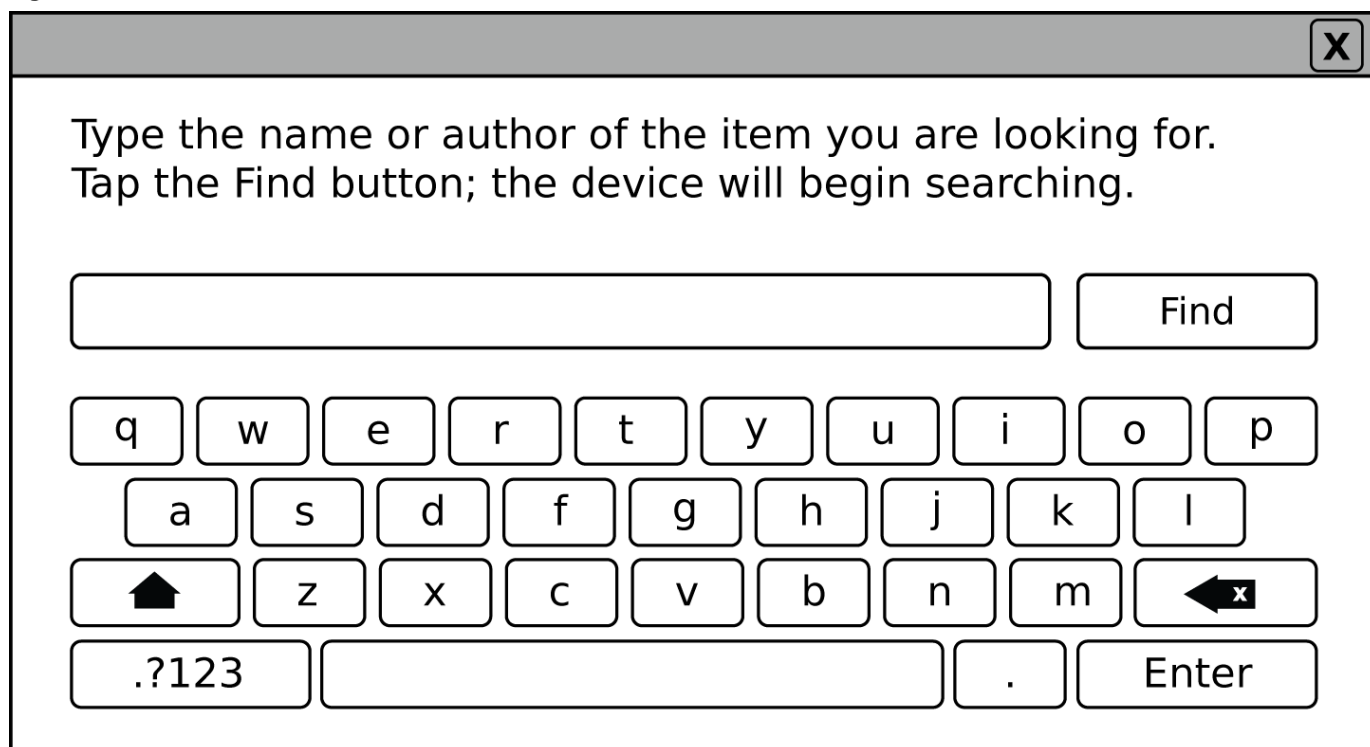 X
Type the name or author of the item you are looking for.
Tap the Find button; the device will begin searching.
Find
q w e r t y u i o p
a s d f g h j k l
z x c v b n m x
.?123 . Enter